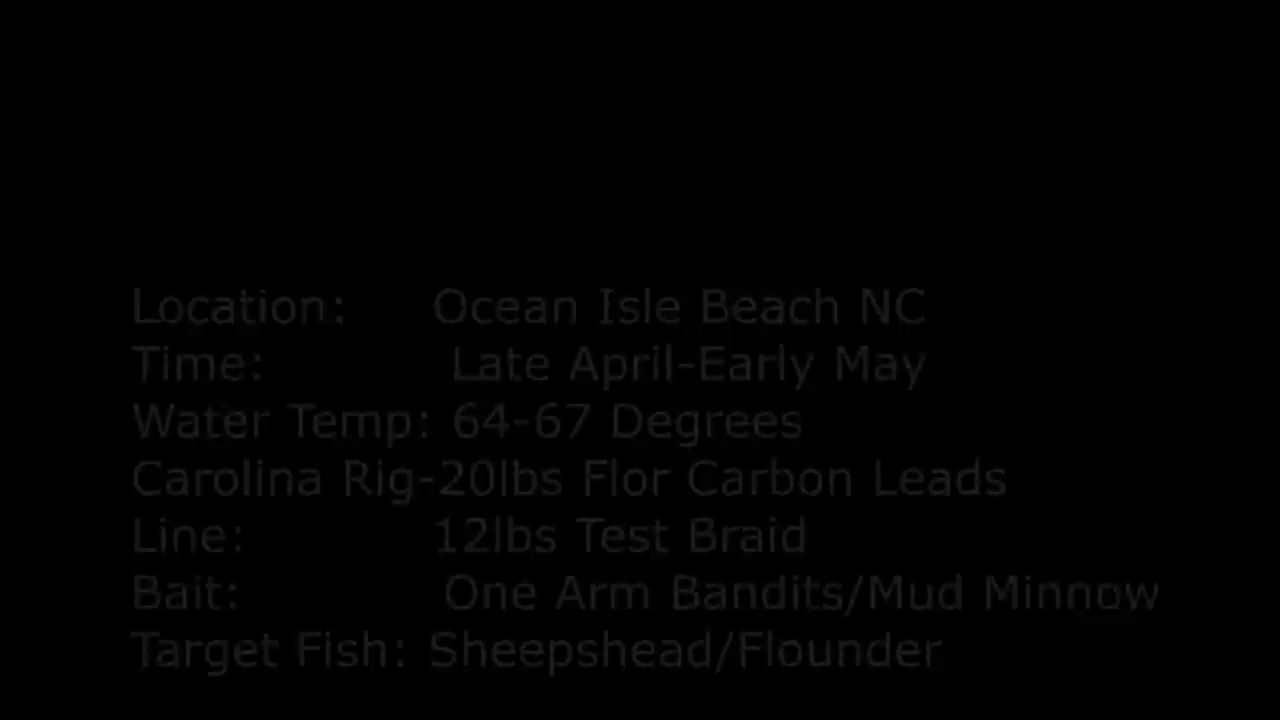 Location: Ocean Isle Beach NC
Time: Late April-Early May
Water Temp: 64-67 Degrees
Carolina Rig-20lbs Flor Carbon Leads
Line: 12lbs Test Braid
Bait: One Arm Bandits/Mud Minnow
Target Fish: Sheepshead/Flounder